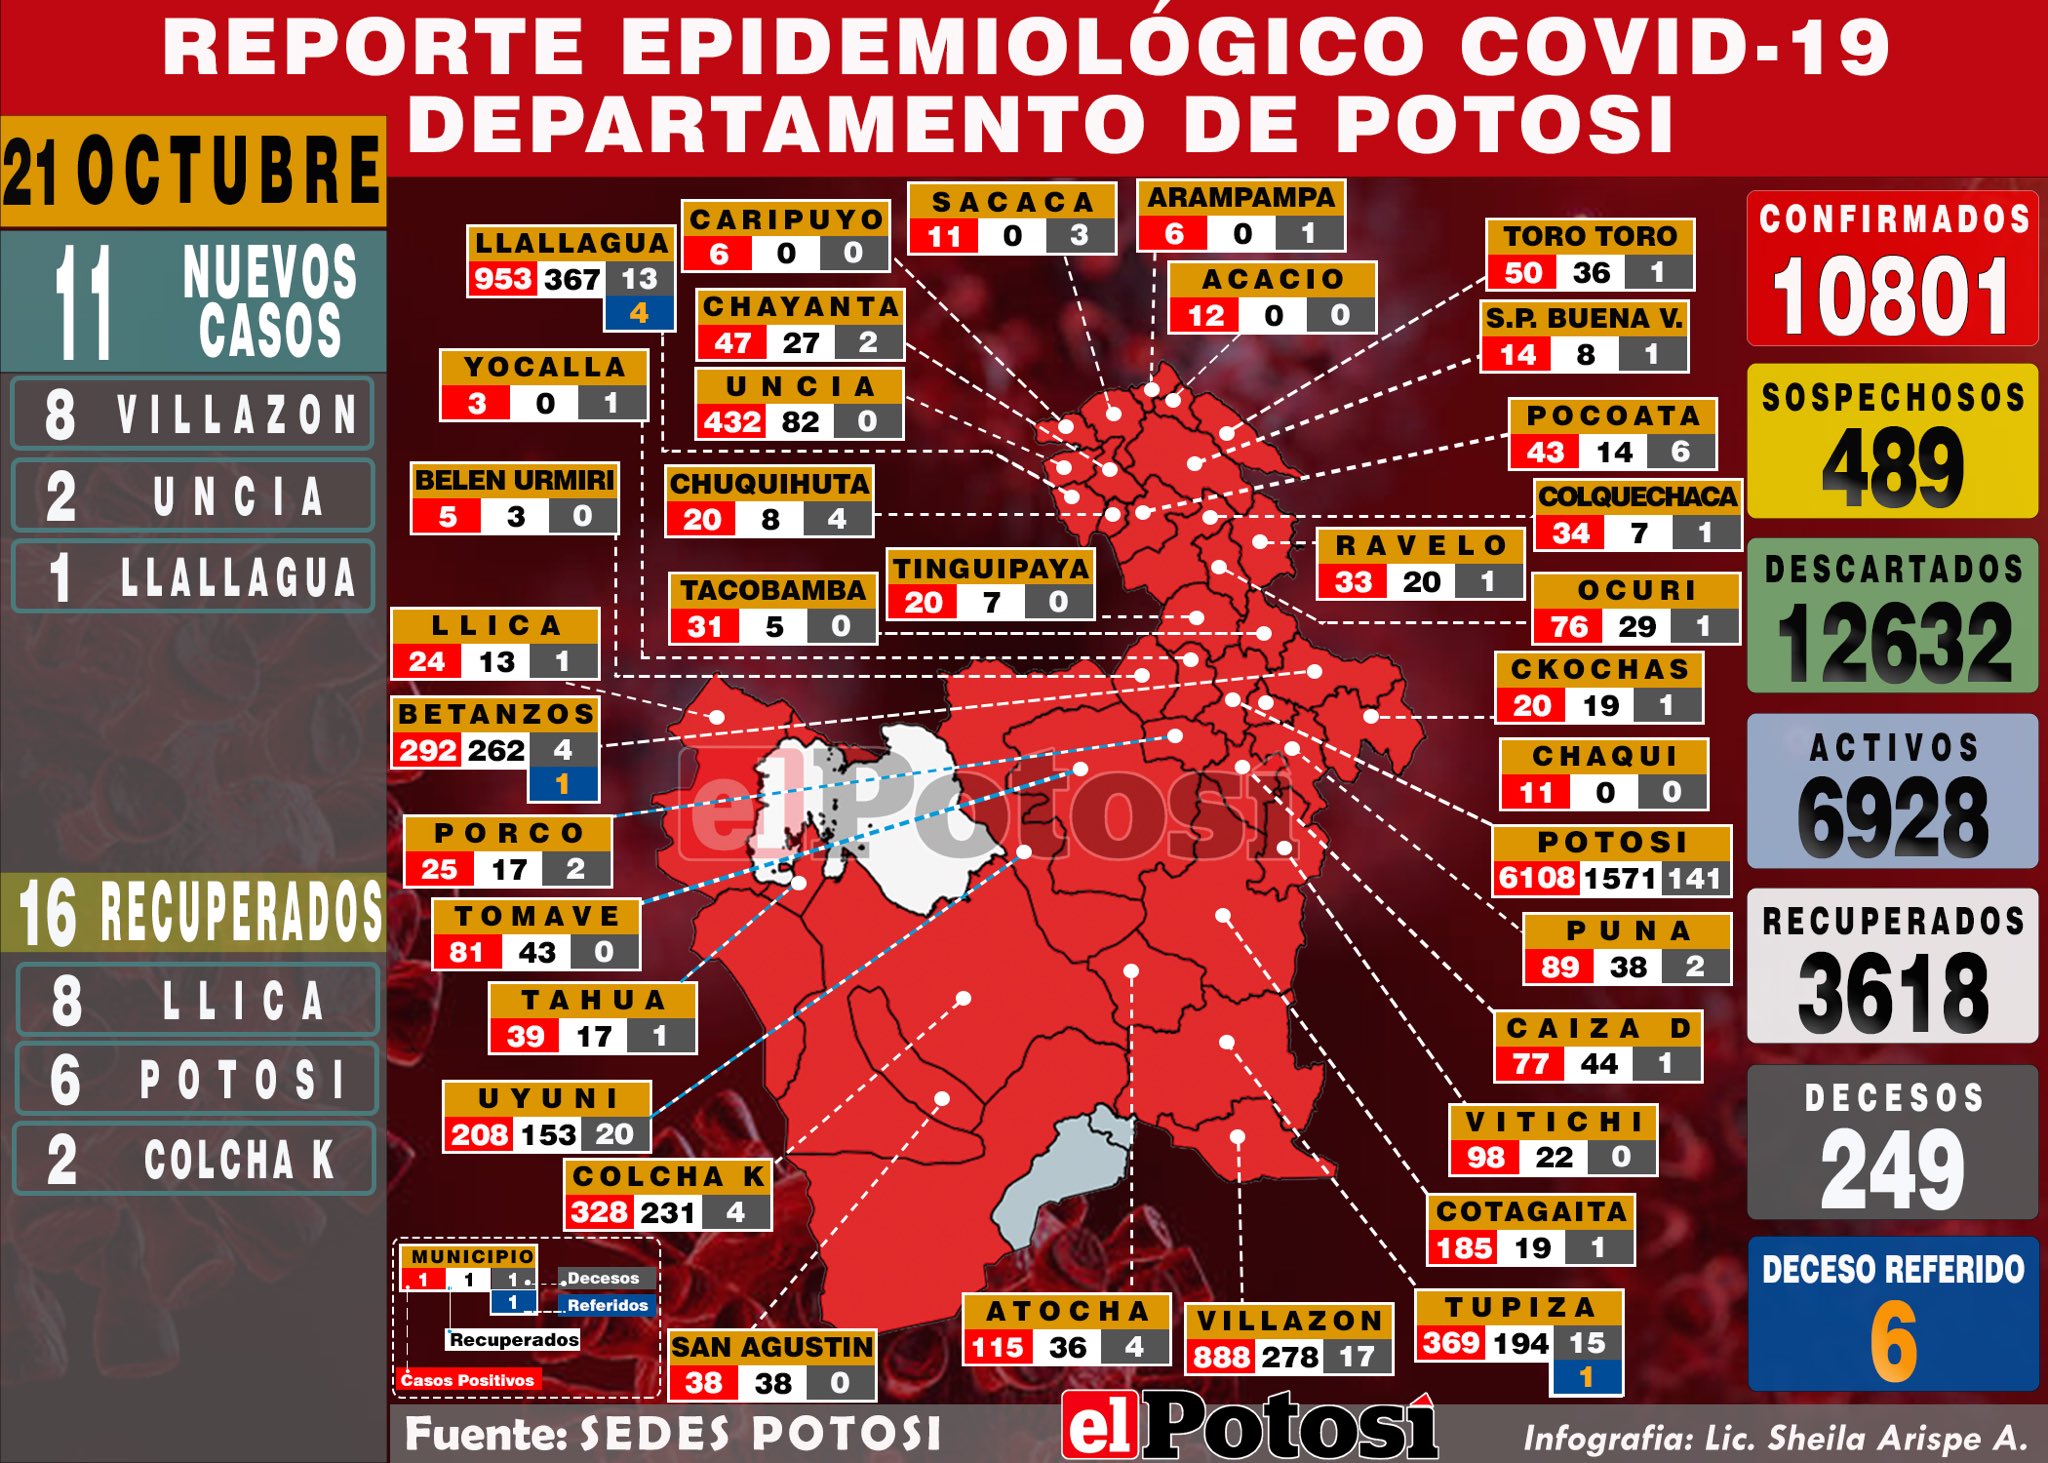 REPORTE EPIDEMIOLÓGICO COVID-19
DEPARTAMENTO DE POTOSI
21 OCTUBRE
11 NUEVOS CASOS
8 VILLAZON
2 UNCIA
1 LLALLAGUA
16 RECUPERADOS
8 LLICA
6 POTOSI
2 COLCHA K
LLALLAGUA
953 367 13
4
CARIPUYO
6 0 0
SACACA
11 0 3
ARAMPAMPA
6 0 1
ACACIO
12 0 0
TORO TORO
50 36 1
CHAYANTA
47 27 2
S.P. BUENA V.
14 8 1
YOCALLA
3 0 1
UNCIA
432 82 0
POCOATA
43 14 6
BELEN URMIRI
5 3 0
CHUQUIHUTA
20 8 4
COLQUECHACA
34 7 1
RAVELO
33 20 1
TINGUIPAYA
20 7 0
TACOBAMBA
31 5 0
OCURI
76 29 1
LLICA
24 13 1
CKOCHAS
20 19 1
BETANZOS
292 262 4
1
CHAQUI
11 0 0
PORCO
25 17 2
POTOSI
6108 1571 141
TOMAVE
81 43 0
PUNA
89 38 2
TAHUA
39 17 1
CAIZA D
77 44 1
UYUNI
208 153 20
VITICHI
98 22 0
COLCHA K
328 231 4
COTAGAITA
185 19 1
SAN AGUSTIN
38 38 0
ATOCHA
115 36 4
VILLAZON
888 278 17
TUPIZA
369 194 15
1
el Potosí
MUNICIPIO
1 1 1
1
Decesos
Referidos
Recuperados
Casos Positivos
CONFIRMADOS
10801
SOSPECHOSOS
489
DESCARTADOS
12632
ACTIVOS
6928
RECUPERADOS
3618
DECESOS
249
DECESO REFERIDO
6
Fuente: SEDES POTOSI
el Potosí
Infografia: Lic. Sheila Arispe A.